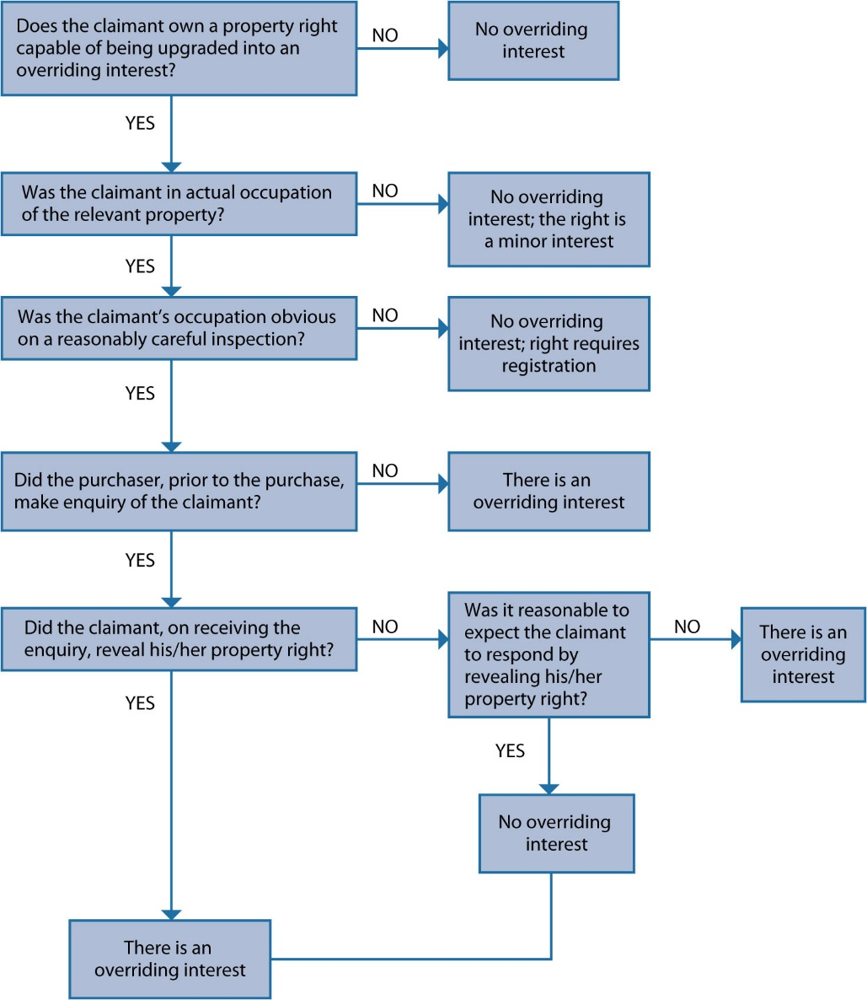 Does the claimant own a property right
capable of being upgraded into an
overriding interest?
NO
No overriding
interest
YES
Was the claimant in actual occupation
of the relevant property?
NO
No overriding
interest; the right is
a minor interest
YES
Was the claimant’s occupation obvious
on a reasonably careful inspection?
NO
No overriding
interest; right requires
registration
YES
Did the purchaser, prior to the purchase,
make enquiry of the claimant?
NO
There is an
overriding interest
YES
Did the claimant, on receiving the
enquiry, reveal his/her property right?
NO
Was it reasonable to
expect the claimant
to respond by
revealing his/her
property right?
NO
There is an
overriding
interest
YES
YES
No overriding
interest
There is an
overriding interest